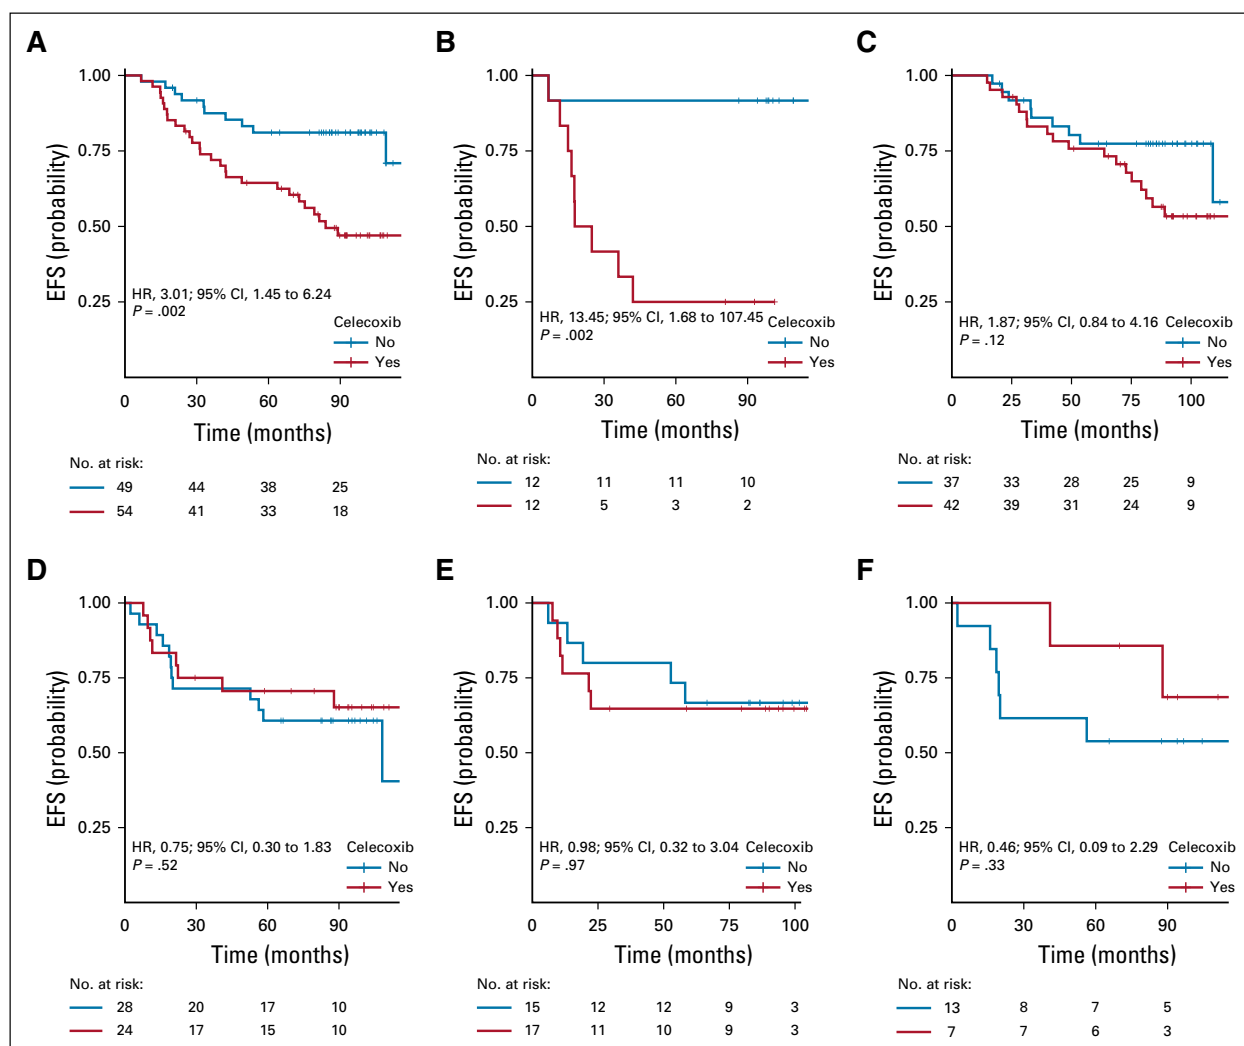 A
1.00
0.75
0.50
0.25
EFS (probability)
HR, 3.01; 95% CI, 1.45 to 6.24
P = .002
Celecoxib
No
Yes
0 30 60 90
Time (months)
No. at risk:
49 44 38 25
54 41 33 18
B
1.00
0.75
0.50
0.25
EFS (probability)
HR, 13.45; 95% CI, 1.68 to 107.45
P = .002
Celecoxib
No
Yes
0 30 60 90
Time (months)
No. at risk:
12 11 11 10
12 5 3 2
C
1.00
0.75
0.50
0.25
EFS (probability)
HR, 1.87; 95% CI, 0.84 to 4.16
P = .12
Celecoxib
No
Yes
0 25 50 75 100
Time (months)
No. at risk:
37 33 28 25 9
42 39 31 24 9
D
1.00
0.75
0.50
0.25
EFS (probability)
HR, 0.75; 95% CI, 0.30 to 1.83
P = .52
Celecoxib
No
Yes
0 30 60 90
Time (months)
No. at risk:
28 20 17 10
24 17 15 10
E
1.00
0.75
0.50
0.25
EFS (probability)
HR, 0.98; 95% CI, 0.32 to 3.04
P = .97
Celecoxib
No
Yes
0 25 50 75 100
Time (months)
No. at risk:
15 12 12 9 3
17 11 10 9 3
F
1.00
0.75
0.50
0.25
EFS (probability)
HR, 0.46; 95% CI, 0.09 to 2.29
P = .33
Celecoxib
No
Yes
0 30 60 90
Time (months)
No. at risk:
13 8 7 5
7 7 6 3